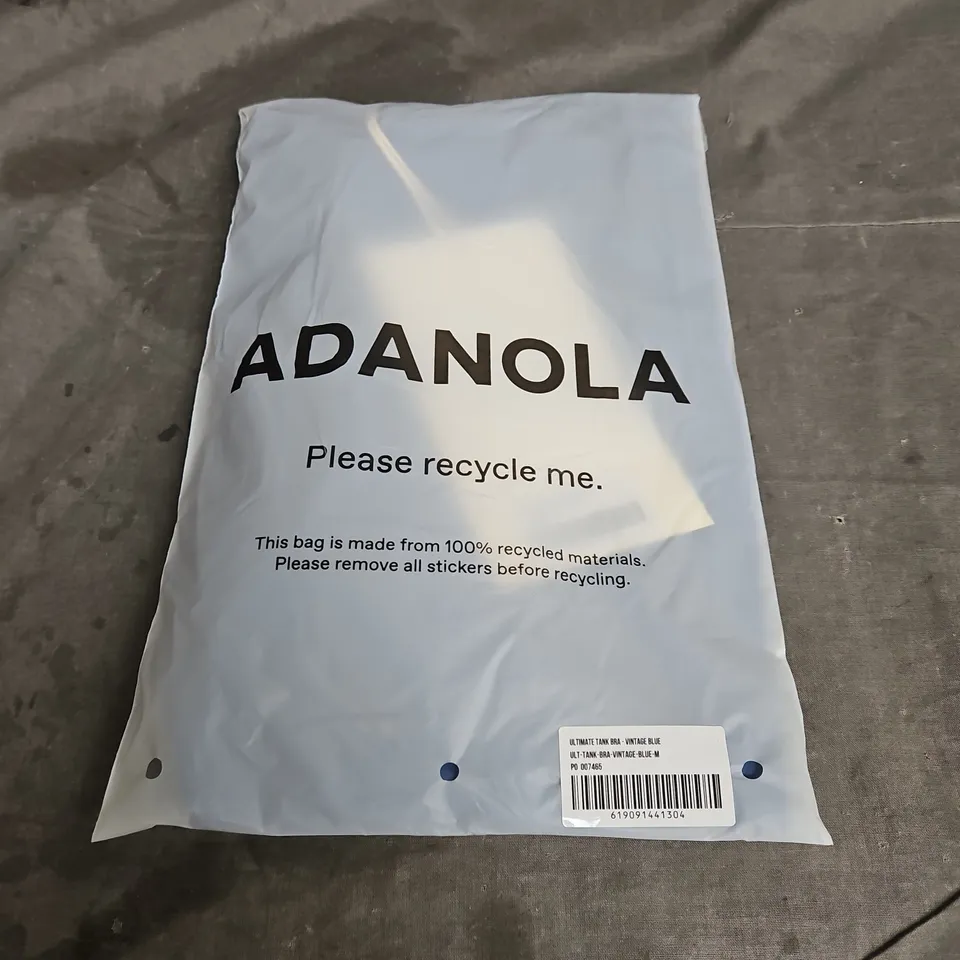 ADANOLA
Please recycle me.
This bag is made from 100% recycled materials.
Please remove all stickers before recycling.
ULTIMATE TANK BRA - VINTAGE BLUE
ULT-TANK-BRA-VINTAGE-BLUE-M
PO 007465
619091441304